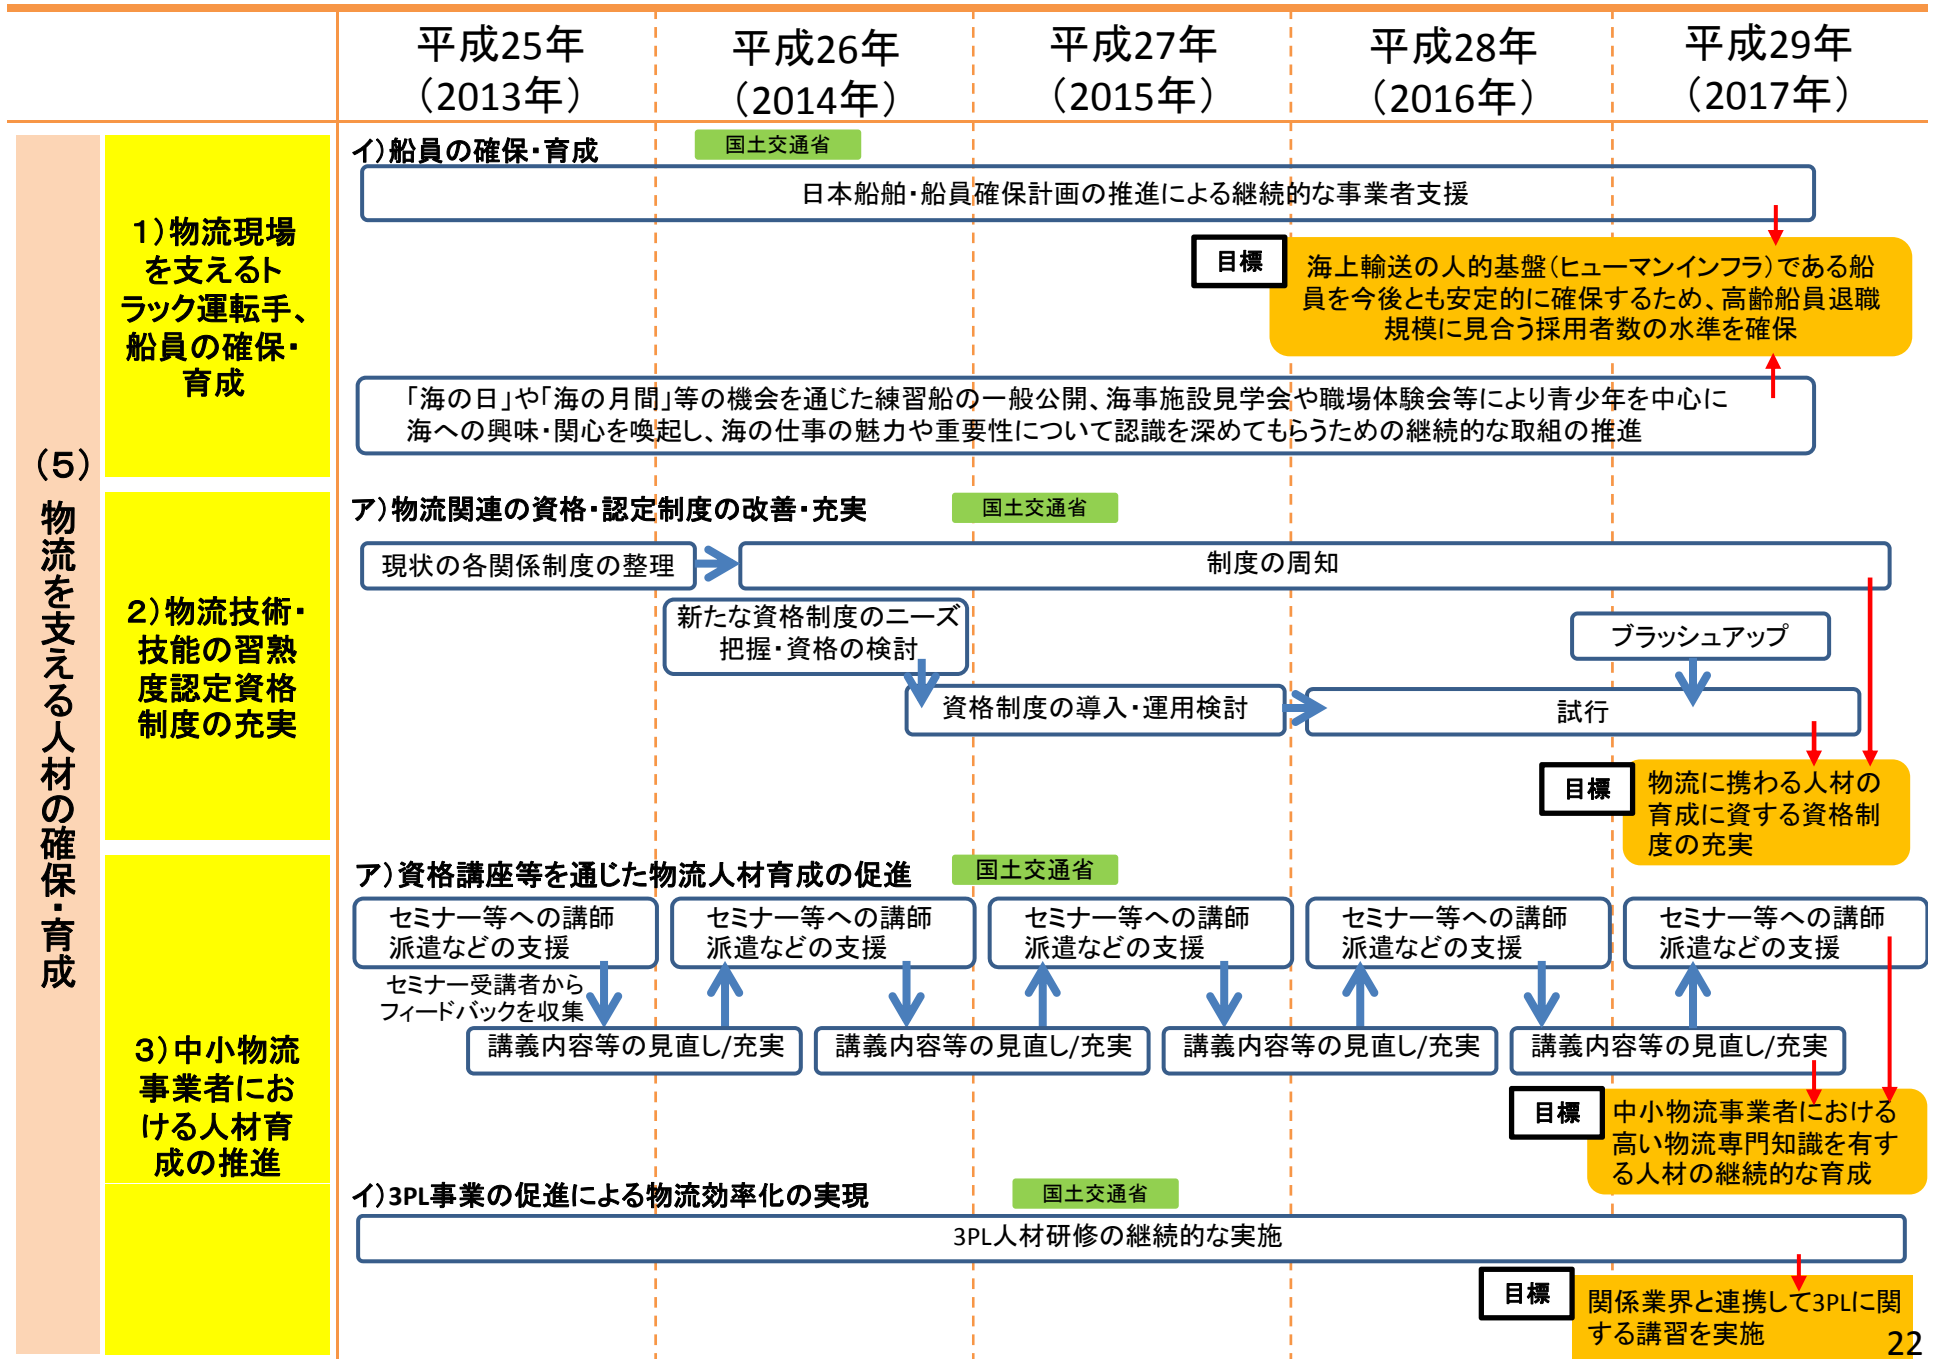 平成25年
（2013年）
平成26年
（2014年）
平成27年
（2015年）
平成28年
（2016年）
平成29年
（2017年）
（5）物流を支える人材の確保・育成
１）物流現場
を支えるト
ラック運転手、
船員の確保・
育成
イ）船員の確保・育成
国土交通省
日本船舶・船員確保計画の推進による継続的な事業者支援
目標
海上輸送の人的基盤（ヒューマンインフラ）である船
員を今後とも安定的に確保するため、高齢船員退職
規模に見合う採用者数の水準を確保
「海の日」や「海の月間」等の機会を通じた練習船の一般公開、海事施設見学会や職場体験会等により青少年を中心に
海への興味・関心を喚起し、海の仕事の魅力や重要性について認識を深めてもらうための継続的な取組の推進
２）物流技術・
技能の習熟
度認定資格
制度の充実
ア）物流関連の資格・認定制度の改善・充実
国土交通省
現状の各関係制度の整理
制度の周知
新たな資格制度のニーズ
把握・資格の検討
ブラッシュアップ
資格制度の導入・運用検討
試行
目標
物流に携わる人材の
育成に資する資格制
度の充実
３）中小物流
事業者にお
ける人材育
成の推進
ア）資格講座等を通じた物流人材育成の促進
国土交通省
セミナー等への講師
派遣などの支援
セミナー等への講師
派遣などの支援
セミナー等への講師
派遣などの支援
セミナー等への講師
派遣などの支援
セミナー等への講師
派遣などの支援
セミナー受講者から
フィードバックを収集
講義内容等の見直し/充実
講義内容等の見直し/充実
講義内容等の見直し/充実
講義内容等の見直し/充実
目標
中小物流事業者における
高い物流専門知識を有す
る人材の継続的な育成
イ）3PL事業の促進による物流効率化の実現
国土交通省
3PL人材研修の継続的な実施
目標
関係業界と連携して3PLに関
する講習を実施
22